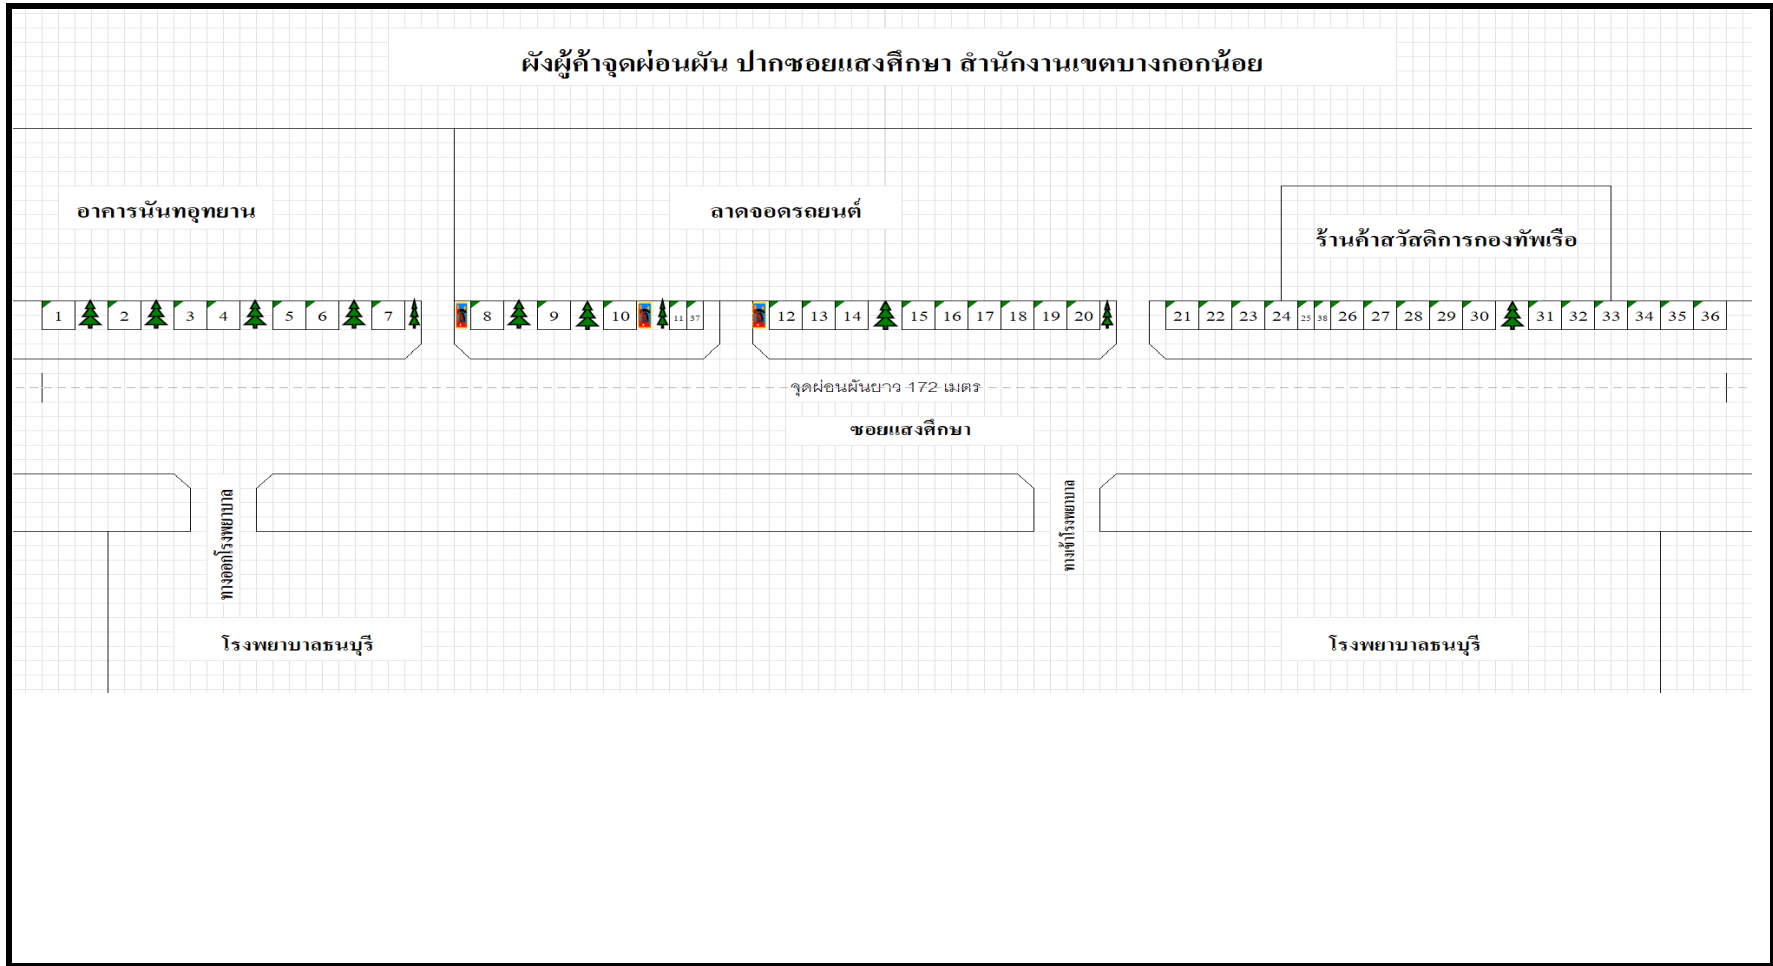 ผังผู้ค้าจุดผ่อนผัน ปากซอยแสงศึกษา สำนักงานเขตบางกอกน้อย
อาคารนันทอุทยาน
ลาดจอดรถยนต์
ร้านค้าสวัสดิการกองทัพเรือ
1 2 3 4 5 6 7 8 9 10 11 37 12 13 14 15 16 17 18 19 20 21 22 23 24 25 38 26 27 28 29 30 31 32 33 34 35 36
จุดผ่อนผันยาว 172 เมตร
ซอยแสงศึกษา
ทางออกโรงพยาบาล
ทางเข้าโรงพยาบาล
โรงพยาบาลธนบุรี
โรงพยาบาลธนบุรี